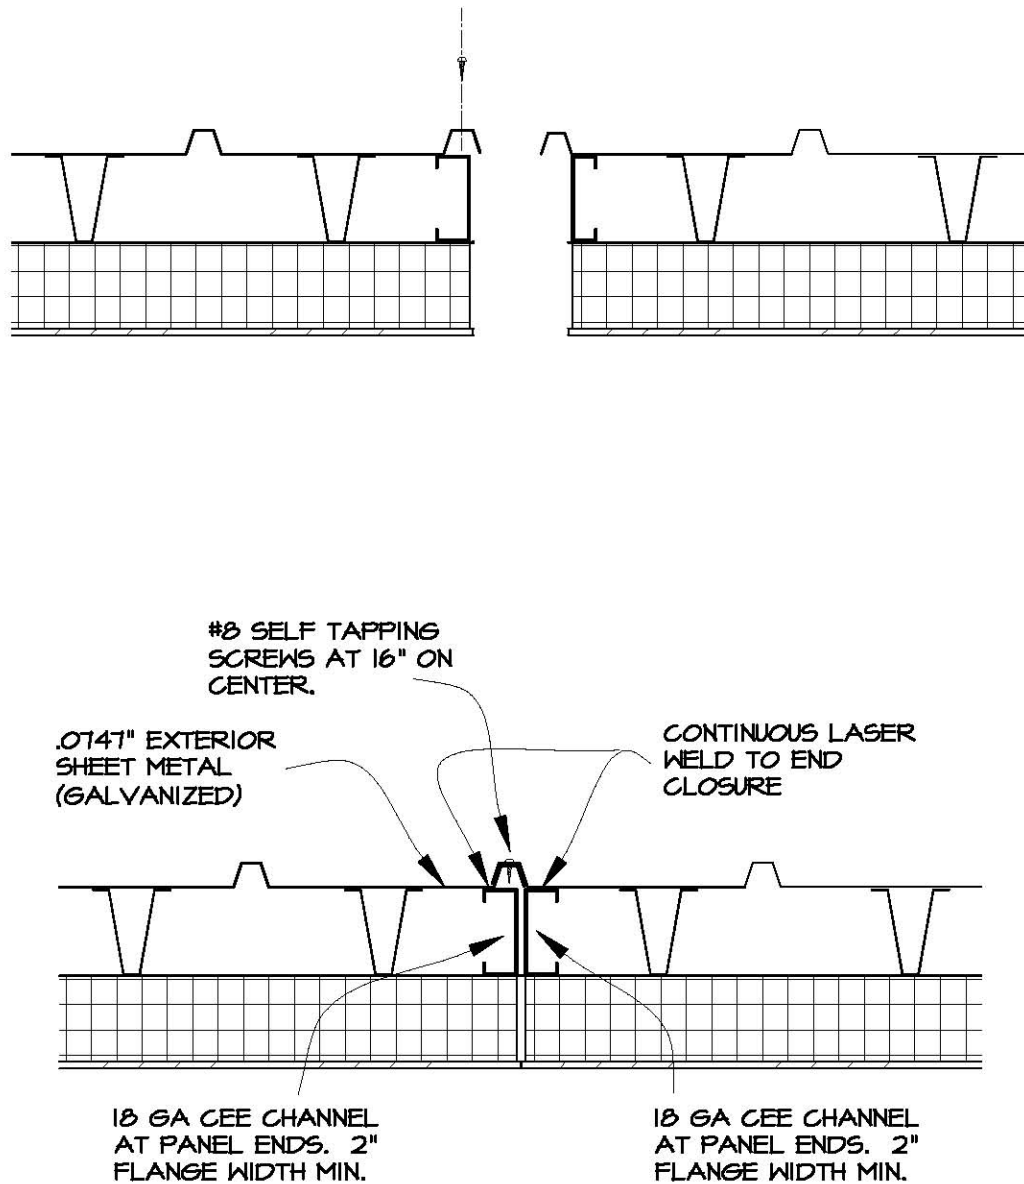 #8 SELF TAPPING
SCREWS AT 16" ON
CENTER.
.0747" EXTERIOR
SHEET METAL
(GALVANIZED)
CONTINUOUS LASER
WELD TO END
CLOSURE
18 GA CEE CHANNEL
AT PANEL ENDS. 2"
FLANGE WIDTH MIN.
18 GA CEE CHANNEL
AT PANEL ENDS. 2"
FLANGE WIDTH MIN.